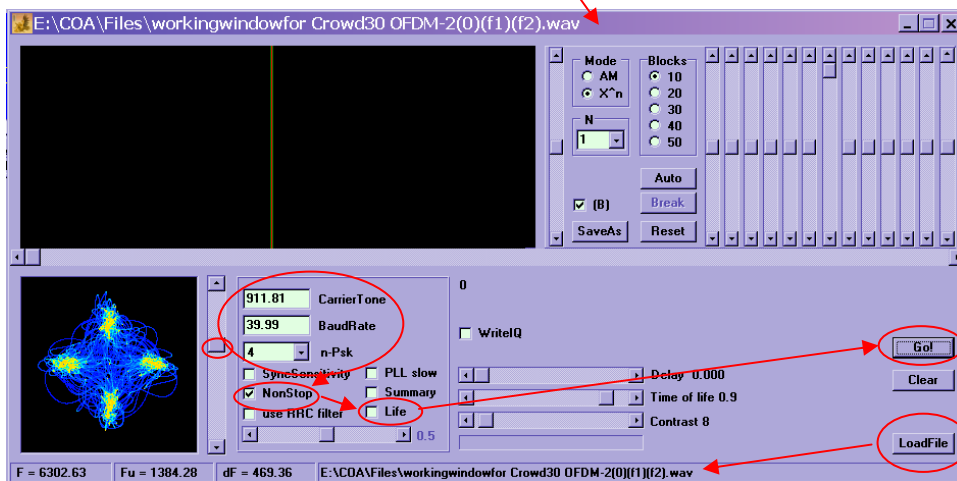 E:\COA\Files\workingwindowfor Crowd30 OFDM-2(0)(f1)(f2).wav
Mode
AM
X^n
N
1
Blocks
10
20
30
40
50
Auto
(B)
Break
SaveAs
Reset
911.81 CarrierTone
39.99 BaudRate
4 n-Psk
SyncSensitivity PLL slow
NonStop Summary
use RRC filter Life
0.5
0
WriteIQ
Delay 0.000
Time of life 0.9
Contrast 8
Go!
Clear
LoadFile
F = 6302.63 Fu = 1384.28 dF = 469.36 E:\COA\Files\workingwindowfor Crowd30 OFDM-2(0)(f1)(f2).wav